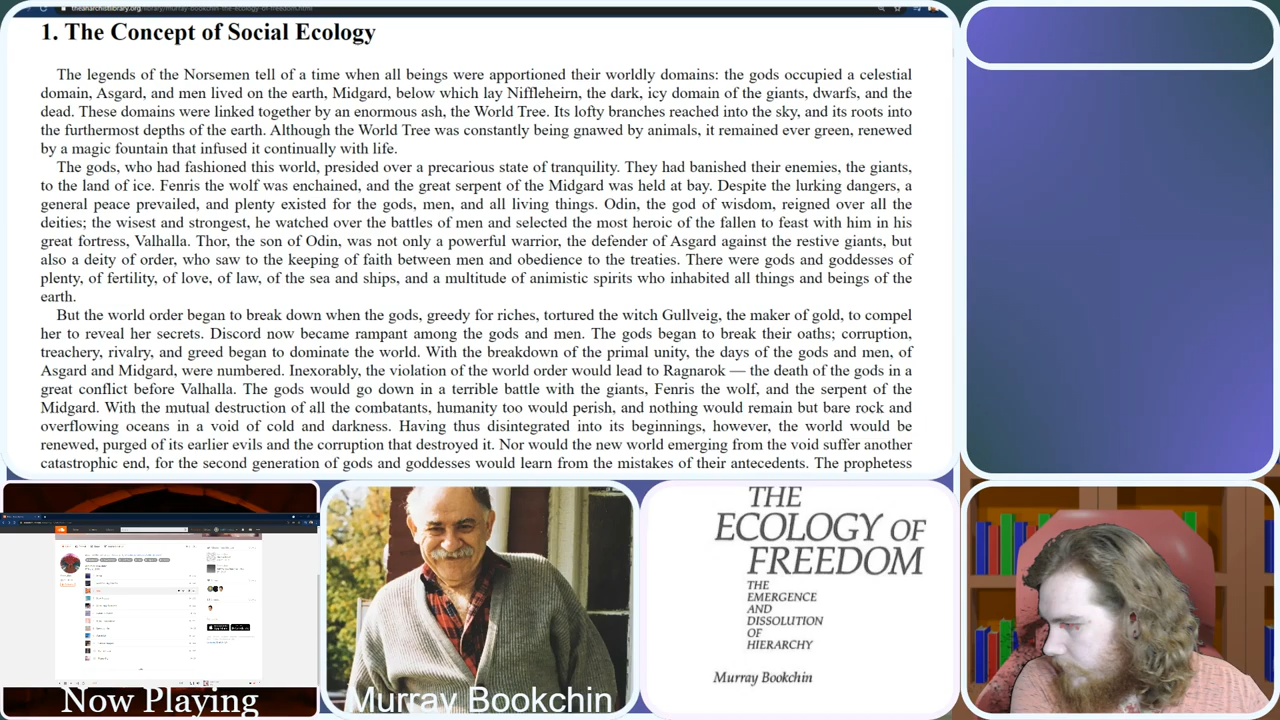 theanarchistlibrary.org/library/murray-bookchin-the-ecology-of-freedom.html
1. The Concept of Social Ecology
The legends of the Norsemen tell of a time when all beings were apportioned their worldly domains: the gods occupied a celestial
domain, Asgard, and men lived on the earth, Midgard, below which lay Niffleheirn, the dark, icy domain of the giants, dwarfs, and the
dead. These domains were linked together by an enormous ash, the World Tree. Its lofty branches reached into the sky, and its roots into
the furthermost depths of the earth. Although the World Tree was constantly being gnawed by animals, it remained ever green, renewed
by a magic fountain that infused it continually with life.
The gods, who had fashioned this world, presided over a precarious state of tranquility. They had banished their enemies, the giants,
to the land of ice. Fenris the wolf was enchained, and the great serpent of the Midgard was held at bay. Despite the lurking dangers, a
general peace prevailed, and plenty existed for the gods, men, and all living things. Odin, the god of wisdom, reigned over all the
deities; the wisest and strongest, he watched over the battles of men and selected the most heroic of the fallen to feast with him in his
great fortress, Valhalla. Thor, the son of Odin, was not only a powerful warrior, the defender of Asgard against the restive giants, but
also a deity of order, who saw to the keeping of faith between men and obedience to the treaties. There were gods and goddesses of
plenty, of fertility, of love, of law, of the sea and ships, and a multitude of animistic spirits who inhabited all things and beings of the
earth.
But the world order began to break down when the gods, greedy for riches, tortured the witch Gullveig, the maker of gold, to compel
her to reveal her secrets. Discord now became rampant among the gods and men. The gods began to break their oaths; corruption,
treachery, rivalry, and greed began to dominate the world. With the breakdown of the primal unity, the days of the gods and men, of
Asgard and Midgard, were numbered. Inexorably, the violation of the world order would lead to Ragnarok — the death of the gods in a
great conflict before Valhalla. The gods would go down in a terrible battle with the giants, Fenris the wolf, and the serpent of the
Midgard. With the mutual destruction of all the combatants, humanity too would perish, and nothing would remain but bare rock and
overflowing oceans in a void of cold and darkness. Having thus disintegrated into its beginnings, however, the world would be
renewed, purged of its earlier evils and the corruption that destroyed it. Nor would the new world emerging from the void suffer another
catastrophic end, for the second generation of gods and goddesses would learn from the mistakes of their antecedents. The prophetess
Now Playing
Murray Bookchin
THE
ECOLOGY OF
FREEDOM
THE
EMERGENCE
AND
DISSOLUTION
OF
HIERARCHY
Murray Bookchin